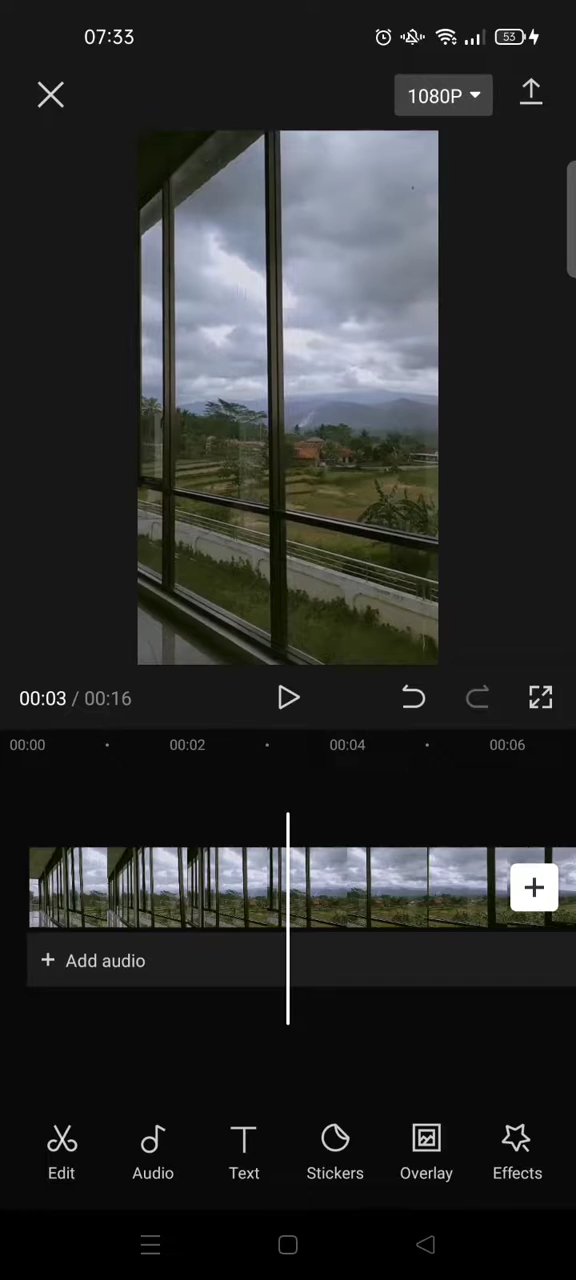 07:33
53
1080P
00:03 / 00:16
00:00
00:02
00:04
00:06
+ Add audio
Edit
Audio
Text
Stickers
Overlay
Effects